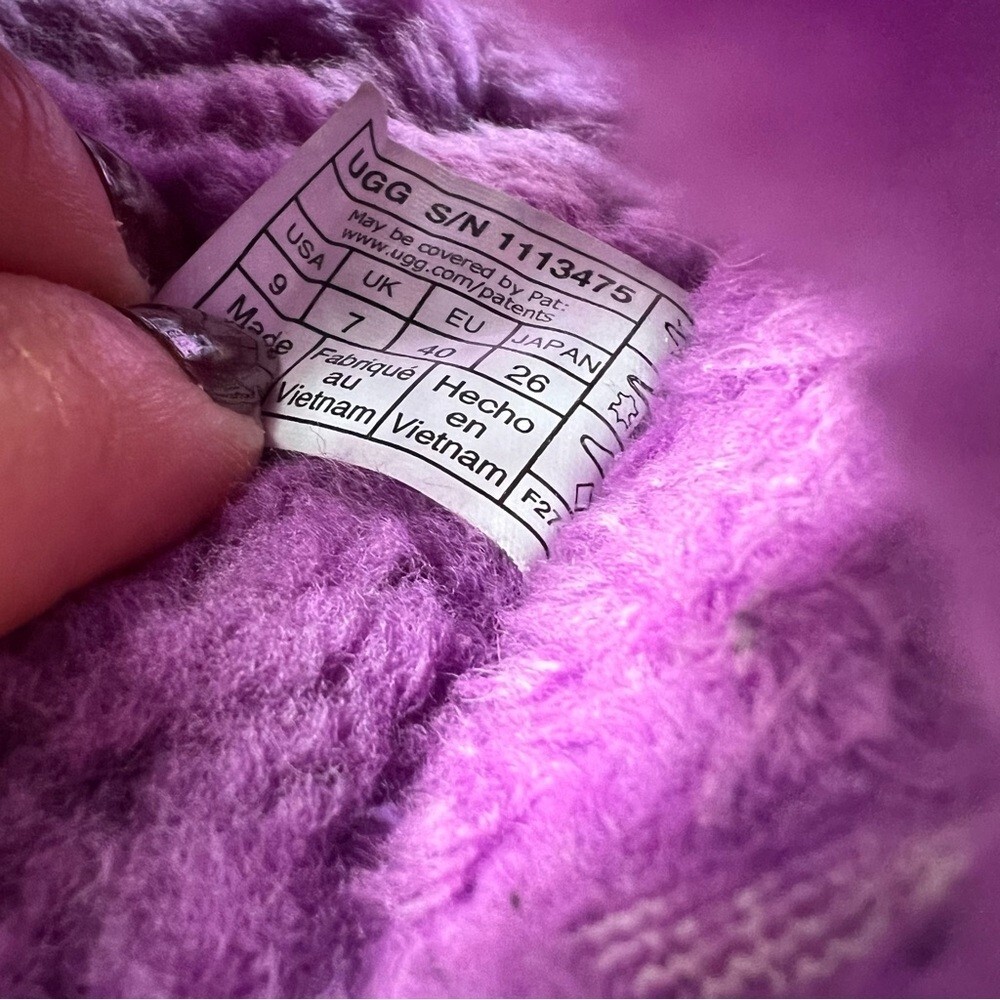 UGG S/N 1113475
May be covered by Pat:
www.ugg.com/patents
USA UK EU JAPAN
9 7 40 26
Made
Fabriqué
au
Vietnam
Hecho
en
Vietnam
F27